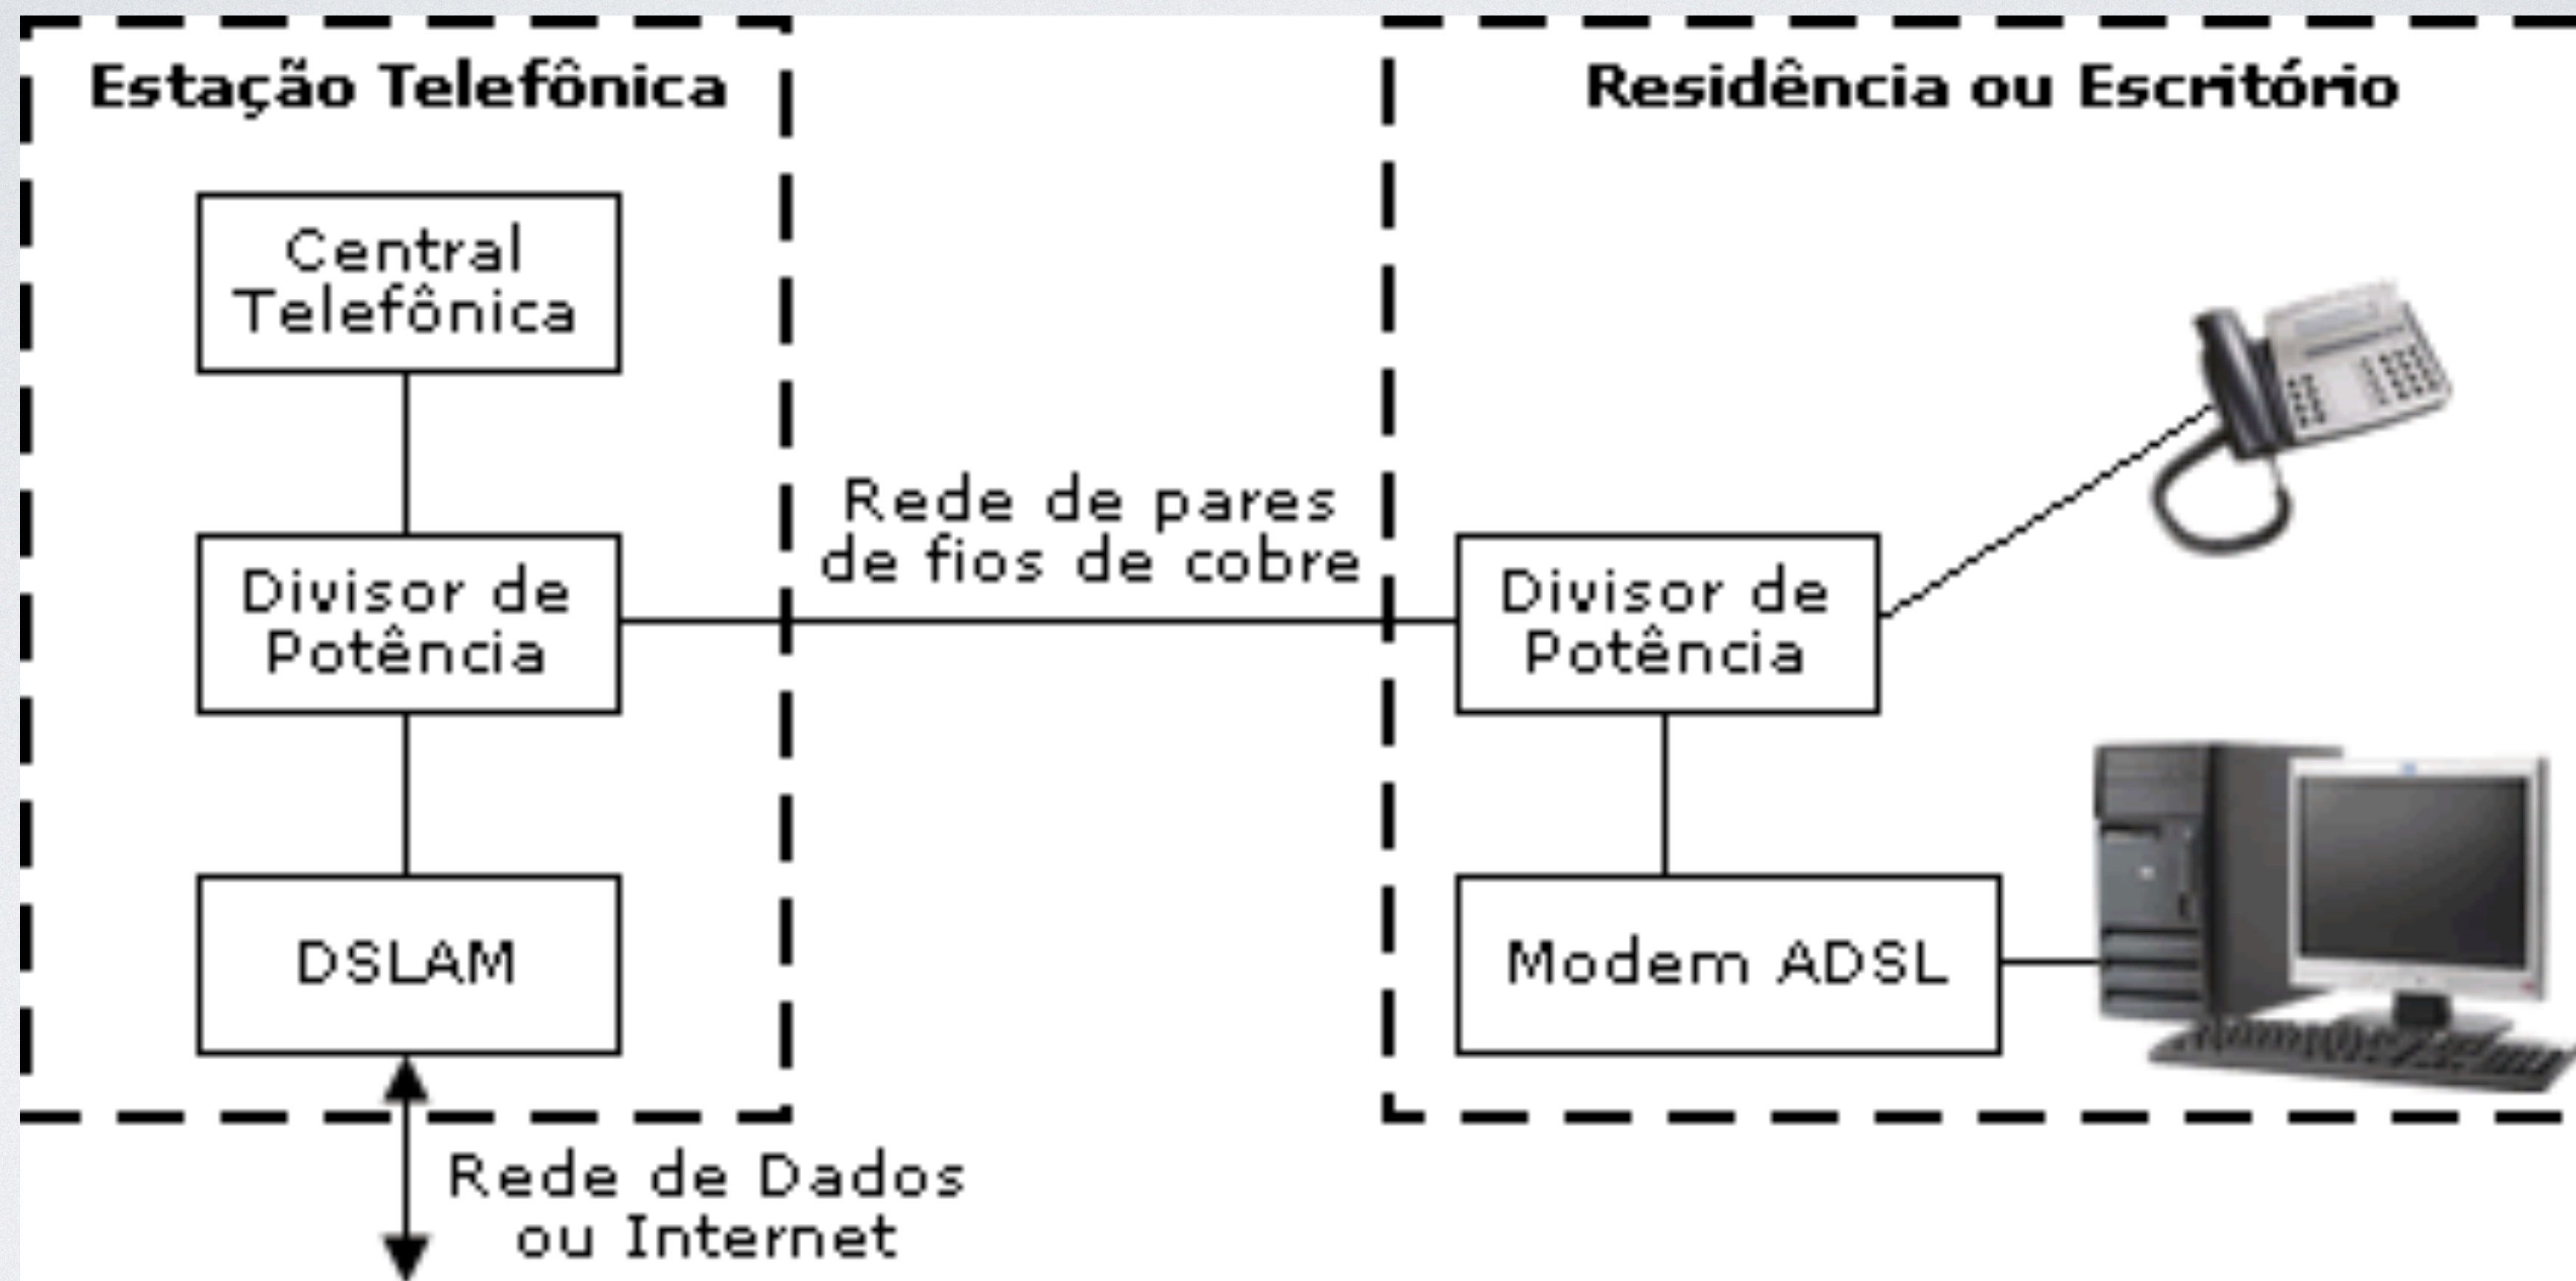 Estação Telefônica
Central
Telefônica
Divisor de
Potência
DSLAM
Rede de Dados
ou Internet
Rede de pares
de fios de cobre
Residência ou Escritório
Divisor de
Potência
Modem ADSL